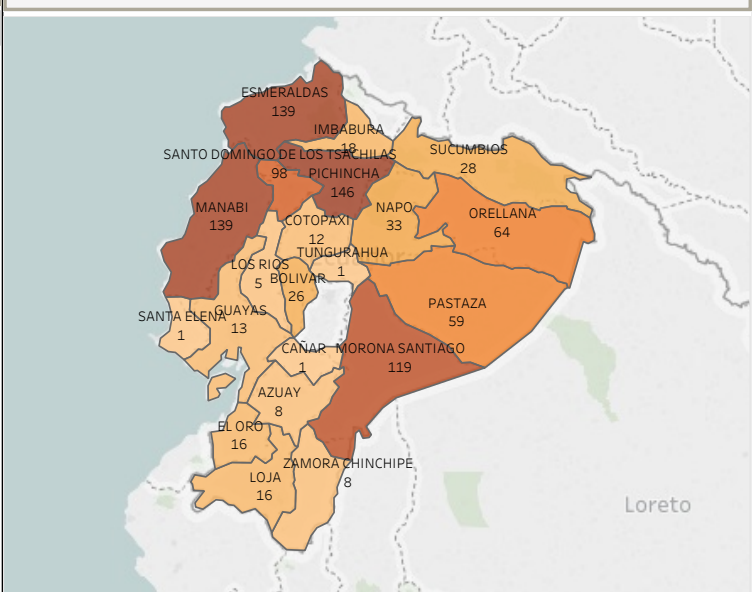 ESMERALDAS
139
IMBABURA
18
SANTO DOMINGO DE LOS TSACHILAS
98
SUCUMBIOS
28
PICHINCHA
146
MANABI
139
NAPO
33
ORELLANA
64
COTOPAXI
12
TUNGURAHUA
1
LOS RIOS
5
BOLIVAR
26
PASTAZA
59
SANTA ELENA
1
GUAYAS
13
CAÑAR
1
MORONA SANTIAGO
119
AZUAY
8
EL ORO
16
ZAMORA CHINCHIPE
8
LOJA
16
Loreto